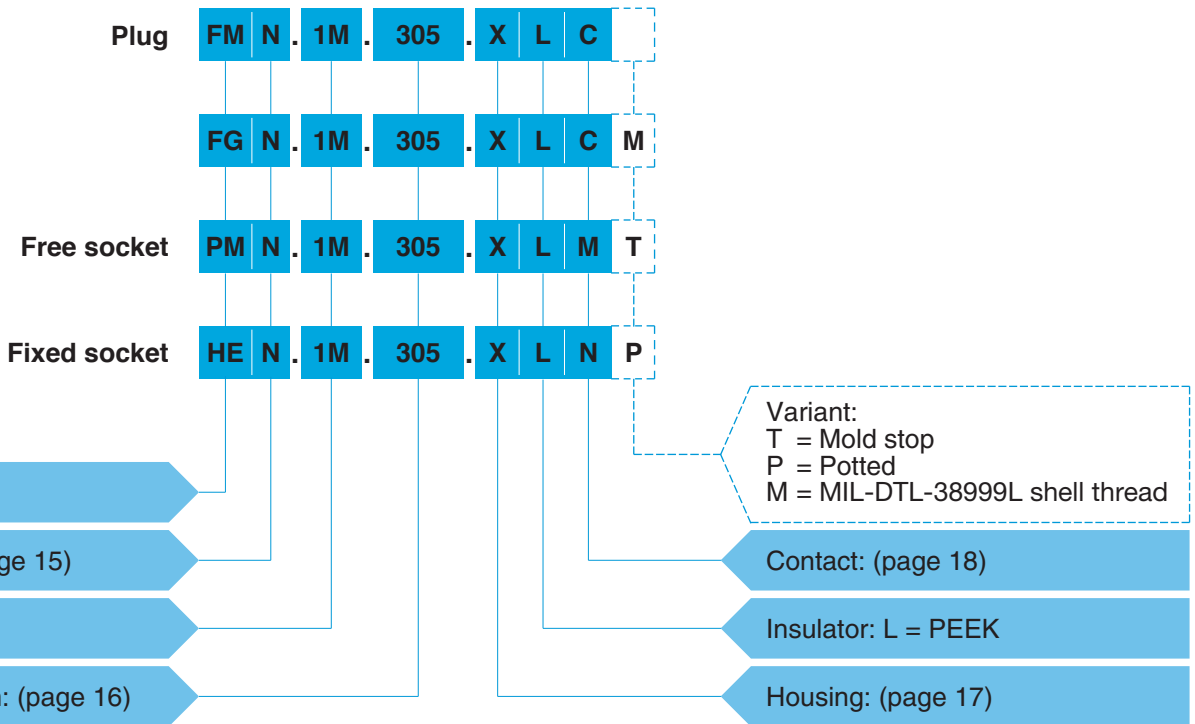 Plug FM N . 1M . 305 . X L C
FG N . 1M . 305 . X L C M
Free socket PM N . 1M . 305 . X L M T
Fixed socket HE N . 1M . 305 . X L N P
Variant:
T = Mold stop
P = Potted
M = MIL-DTL-38999L shell thread
ge 15)
Contact: (page 18)
Insulator: L = PEEK
: (page 16)
Housing: (page 17)